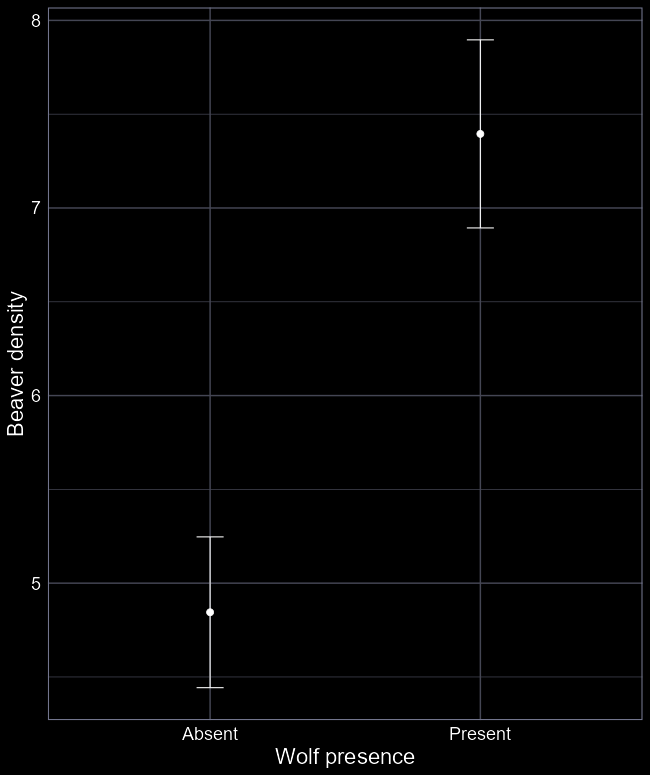 8
7
6
5
Beaver density
Absent
Present
Wolf presence